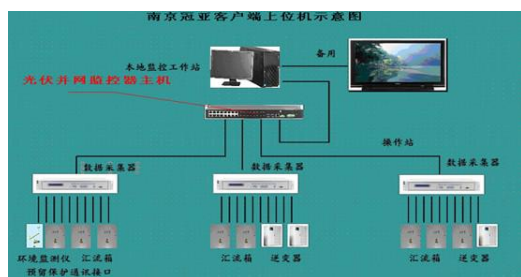 南京冠亚客户端上位机示意图
备用
本地监控工作站
光伏并网监控器主机
操作站
数据采集器
数据采集器
数据采集器
环境监测仪
汇流箱
汇流箱
逆变器
汇流箱
逆变器
预留保护通讯接口